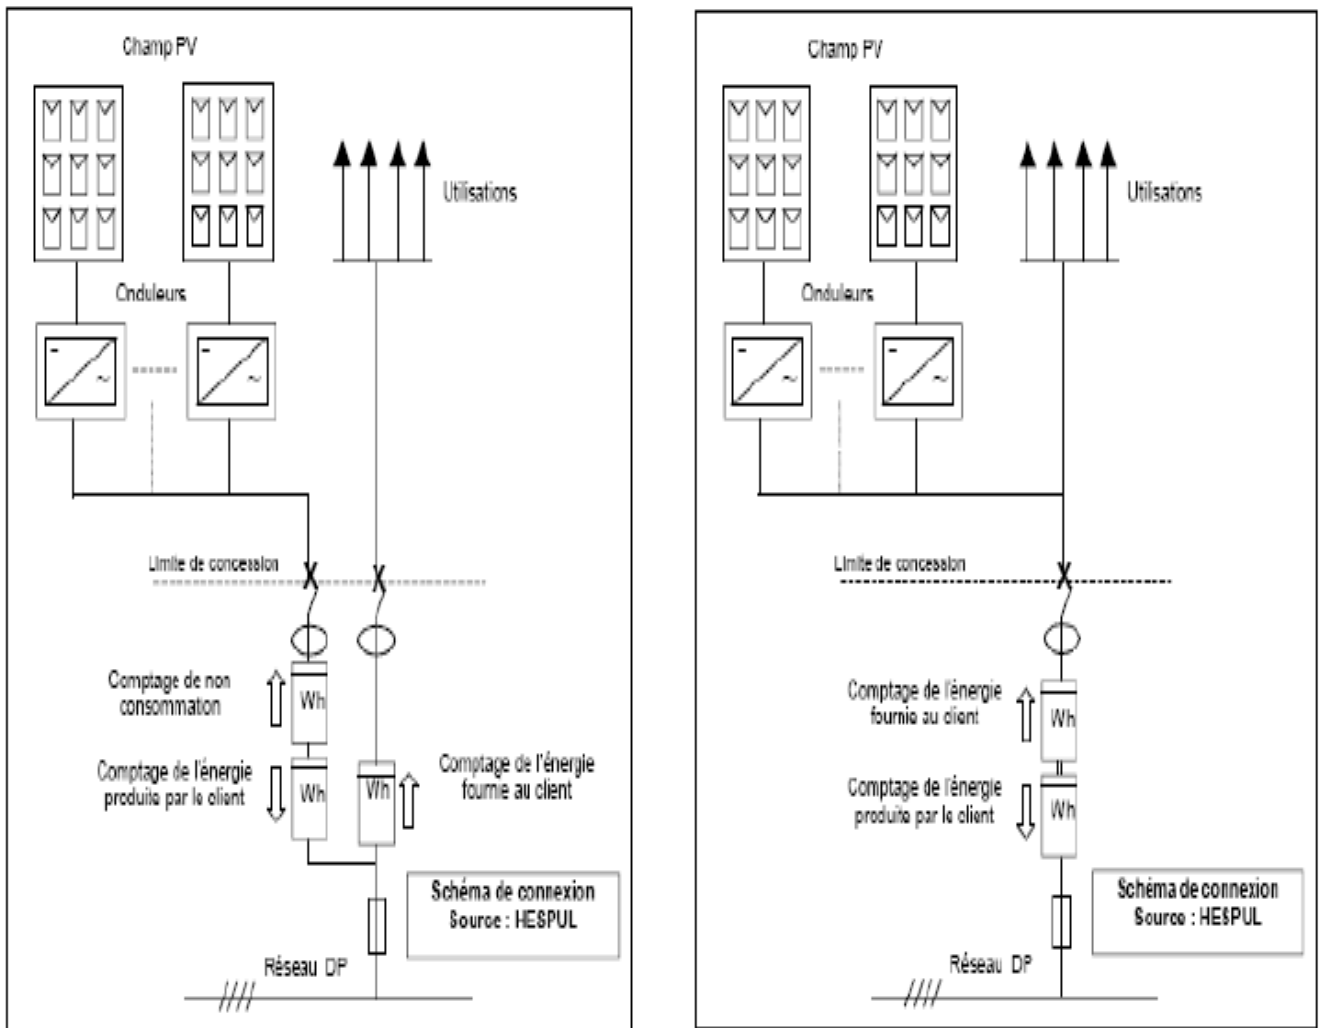 Champ PV
Utilisations
Onduleurs
-
~
-
~
Limite de concession
Comptage de non
consommation
Wh
Comptage de l'énergie
produite par le client
Wh
Wh
Comptage de l'énergie
fournie au client
Schéma de connexion
Source : HESPUL
Réseau DP
Champ PV
Utilisations
Onduleurs
-
~
-
~
Limite de concession
Comptage de l'énergie
fournie au client
Wh
Comptage de l'énergie
produite par le client
Wh
Schéma de connexion
Source : HESPUL
Réseau DP